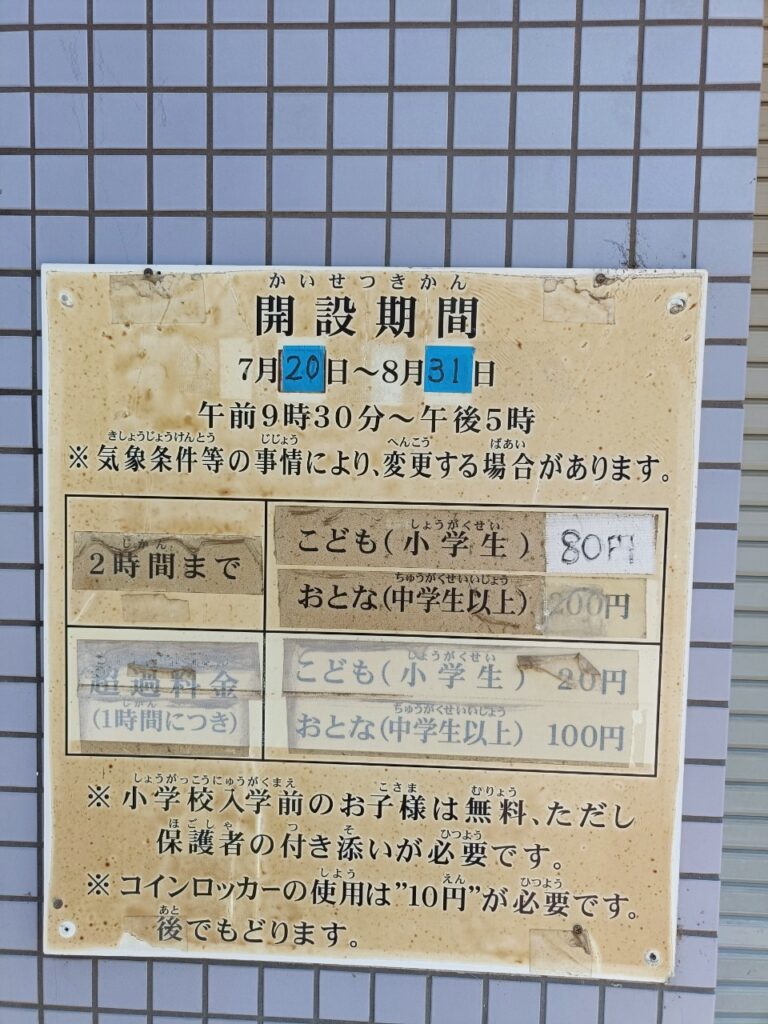 かいせつきかん
開設期間
7月20日～8月31日
午前9時30分～午後5時
きしょうじょうけんとう じじょう へんこう ばあい
※気象条件等の事情により、変更する場合があります。
じかん
2時間まで
しょうがくせい
こども(小学生) 80円
ちゅうがくせいいじょう
おとな(中学生以上) 200円
超過料金
じかん
(1時間につき)
しょうがくせい
こども(小学生) 20円
ちゅうがくせいいじょう
おとな(中学生以上) 100円
しょうがっこうにゅうがくまえ こさま むりょう
※小学校入学前のお子様は無料、ただし
ほごしゃ つ そ ひつよう
保護者の付き添いが必要です。
しよう えん ひつよう
※コインロッカーの使用は"10円"が必要です。
あと
後でもどります。